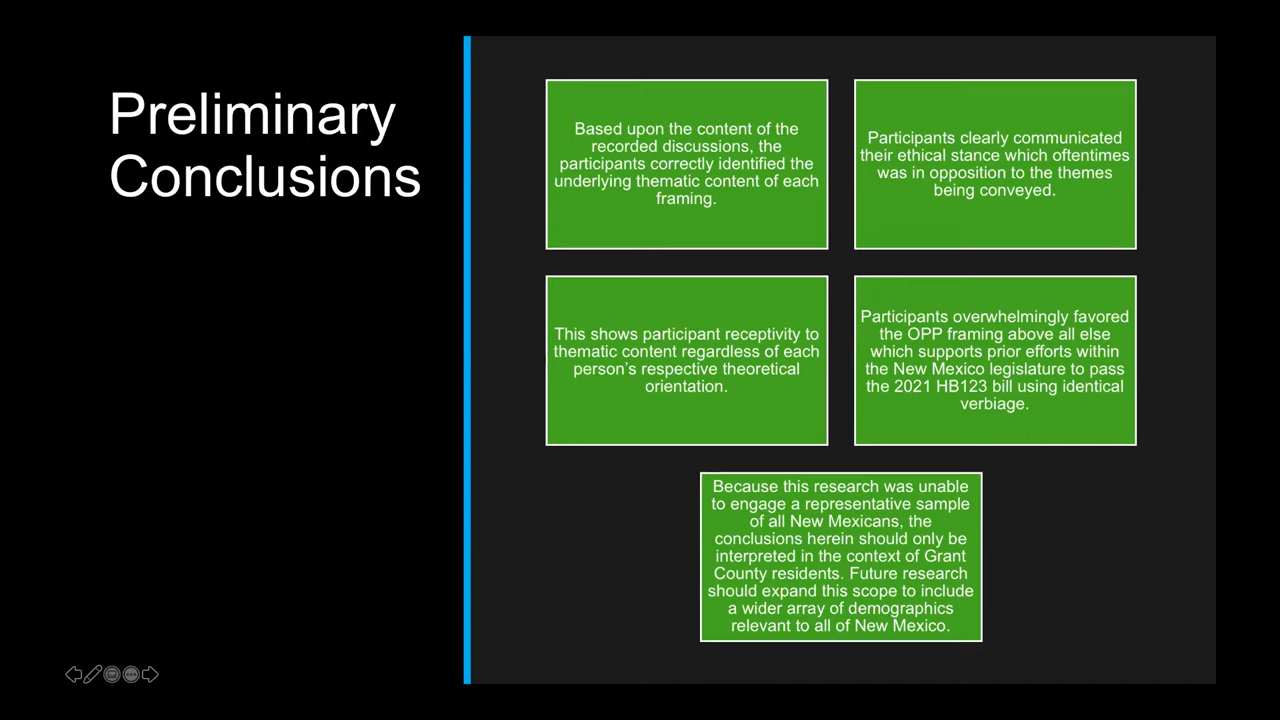 Preliminary
Conclusions
Based upon the content of the
recorded discussions, the
participants correctly identified the
underlying thematic content of each
framing.
Participants clearly communicated
their ethical stance which oftentimes
was in opposition to the themes
being conveyed.
This shows participant receptivity to
thematic content regardless of each
person's respective theoretical
orientation.
Participants overwhelmingly favored
the OPP framing above all else
which supports prior efforts within
the New Mexico legislature to pass
the 2021 HB123 bill using identical
verbiage.
Because this research was unable
to engage a representative sample
of all New Mexicans, the
conclusions herein should only be
interpreted in the context of Grant
County residents. Future research
should expand this scope to include
a wider array of demographics
relevant to all of New Mexico.